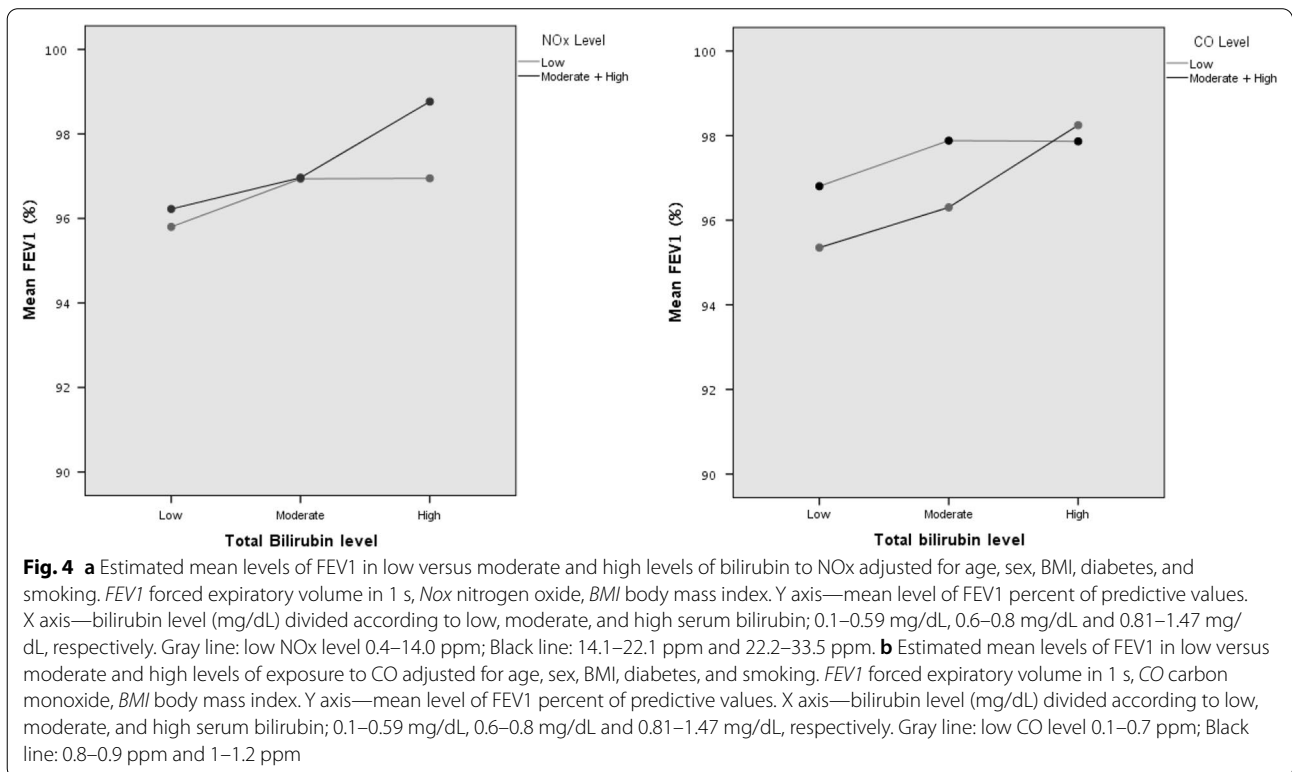 100
98
96
94
92
90
Mean FEV1 (%)
Low
Moderate
High
Total Bilirubin level
NOx Level
Low
Moderate + High
100
98
96
94
92
90
Mean FEV1 (%)
Low
Moderate
High
Total bilirubin level
CO Level
Low
Moderate + High
Fig. 4 a Estimated mean levels of FEV1 in low versus moderate and high levels of bilirubin to NOx adjusted for age, sex, BMI, diabetes, and
smoking. FEV1 forced expiratory volume in 1 s, Nox nitrogen oxide, BMI body mass index. Y axis—mean level of FEV1 percent of predictive values.
X axis—bilirubin level (mg/dL) divided according to low, moderate, and high serum bilirubin; 0.1–0.59 mg/dL, 0.6–0.8 mg/dL and 0.81–1.47 mg/
dL, respectively. Gray line: low NOx level 0.4–14.0 ppm; Black line: 14.1–22.1 ppm and 22.2–33.5 ppm. b Estimated mean levels of FEV1 in low versus
moderate and high levels of exposure to CO adjusted for age, sex, BMI, diabetes, and smoking. FEV1 forced expiratory volume in 1 s, CO carbon
monoxide, BMI body mass index. Y axis—mean level of FEV1 percent of predictive values. X axis—bilirubin level (mg/dL) divided according to low,
moderate, and high serum bilirubin; 0.1–0.59 mg/dL, 0.6–0.8 mg/dL and 0.81–1.47 mg/dL, respectively. Gray line: low CO level 0.1–0.7 ppm; Black
line: 0.8–0.9 ppm and 1–1.2 ppm